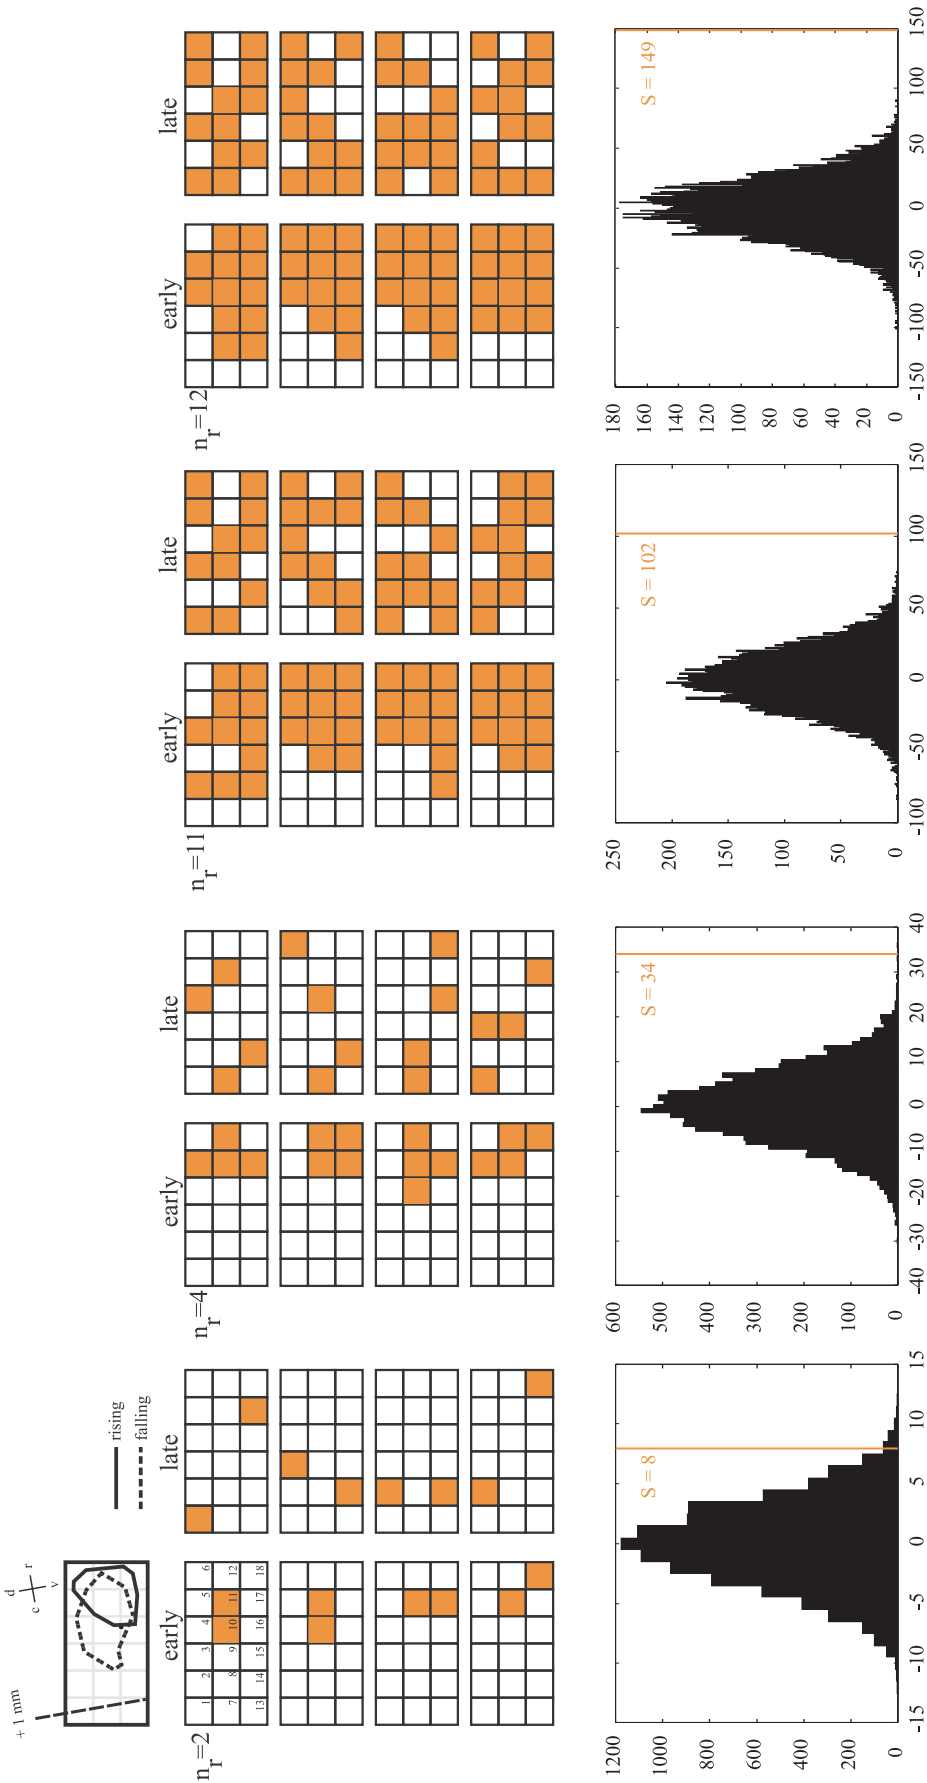 +1 mm
d
c r
v
rising
falling
n_r=2
early
late
1 2 3 4 5 6
7 8 9 10 11 12
13 14 15 16 17 18
n_r=4
early
late
n_r=11
early
late
n_r=12
early
late
S = 8
1200
1000
800
600
400
200
0
-15 -10 -5 0 5 10 15
S = 34
600
500
400
300
200
100
0
-40 -30 -20 -10 0 10 20 30 40
S = 102
250
200
150
100
50
0
-100 -50 0 50 100 150
S = 149
180
160
140
120
100
80
60
40
20
0
-150 -100 -50 0 50 100 150